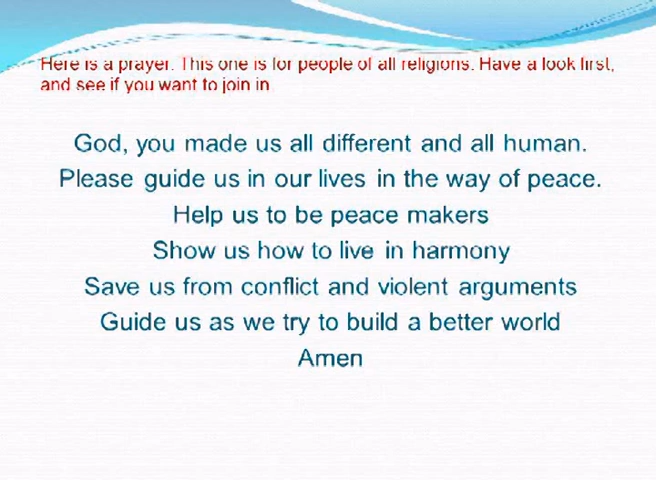 Here is a prayer. This one is for people of all religions. Have a look first,
and see if you want to join in
God, you made us all different and all human.
Please guide us in our lives in the way of peace.
Help us to be peace makers
Show us how to live in harmony
Save us from conflict and violent arguments
Guide us as we try to build a better world
Amen